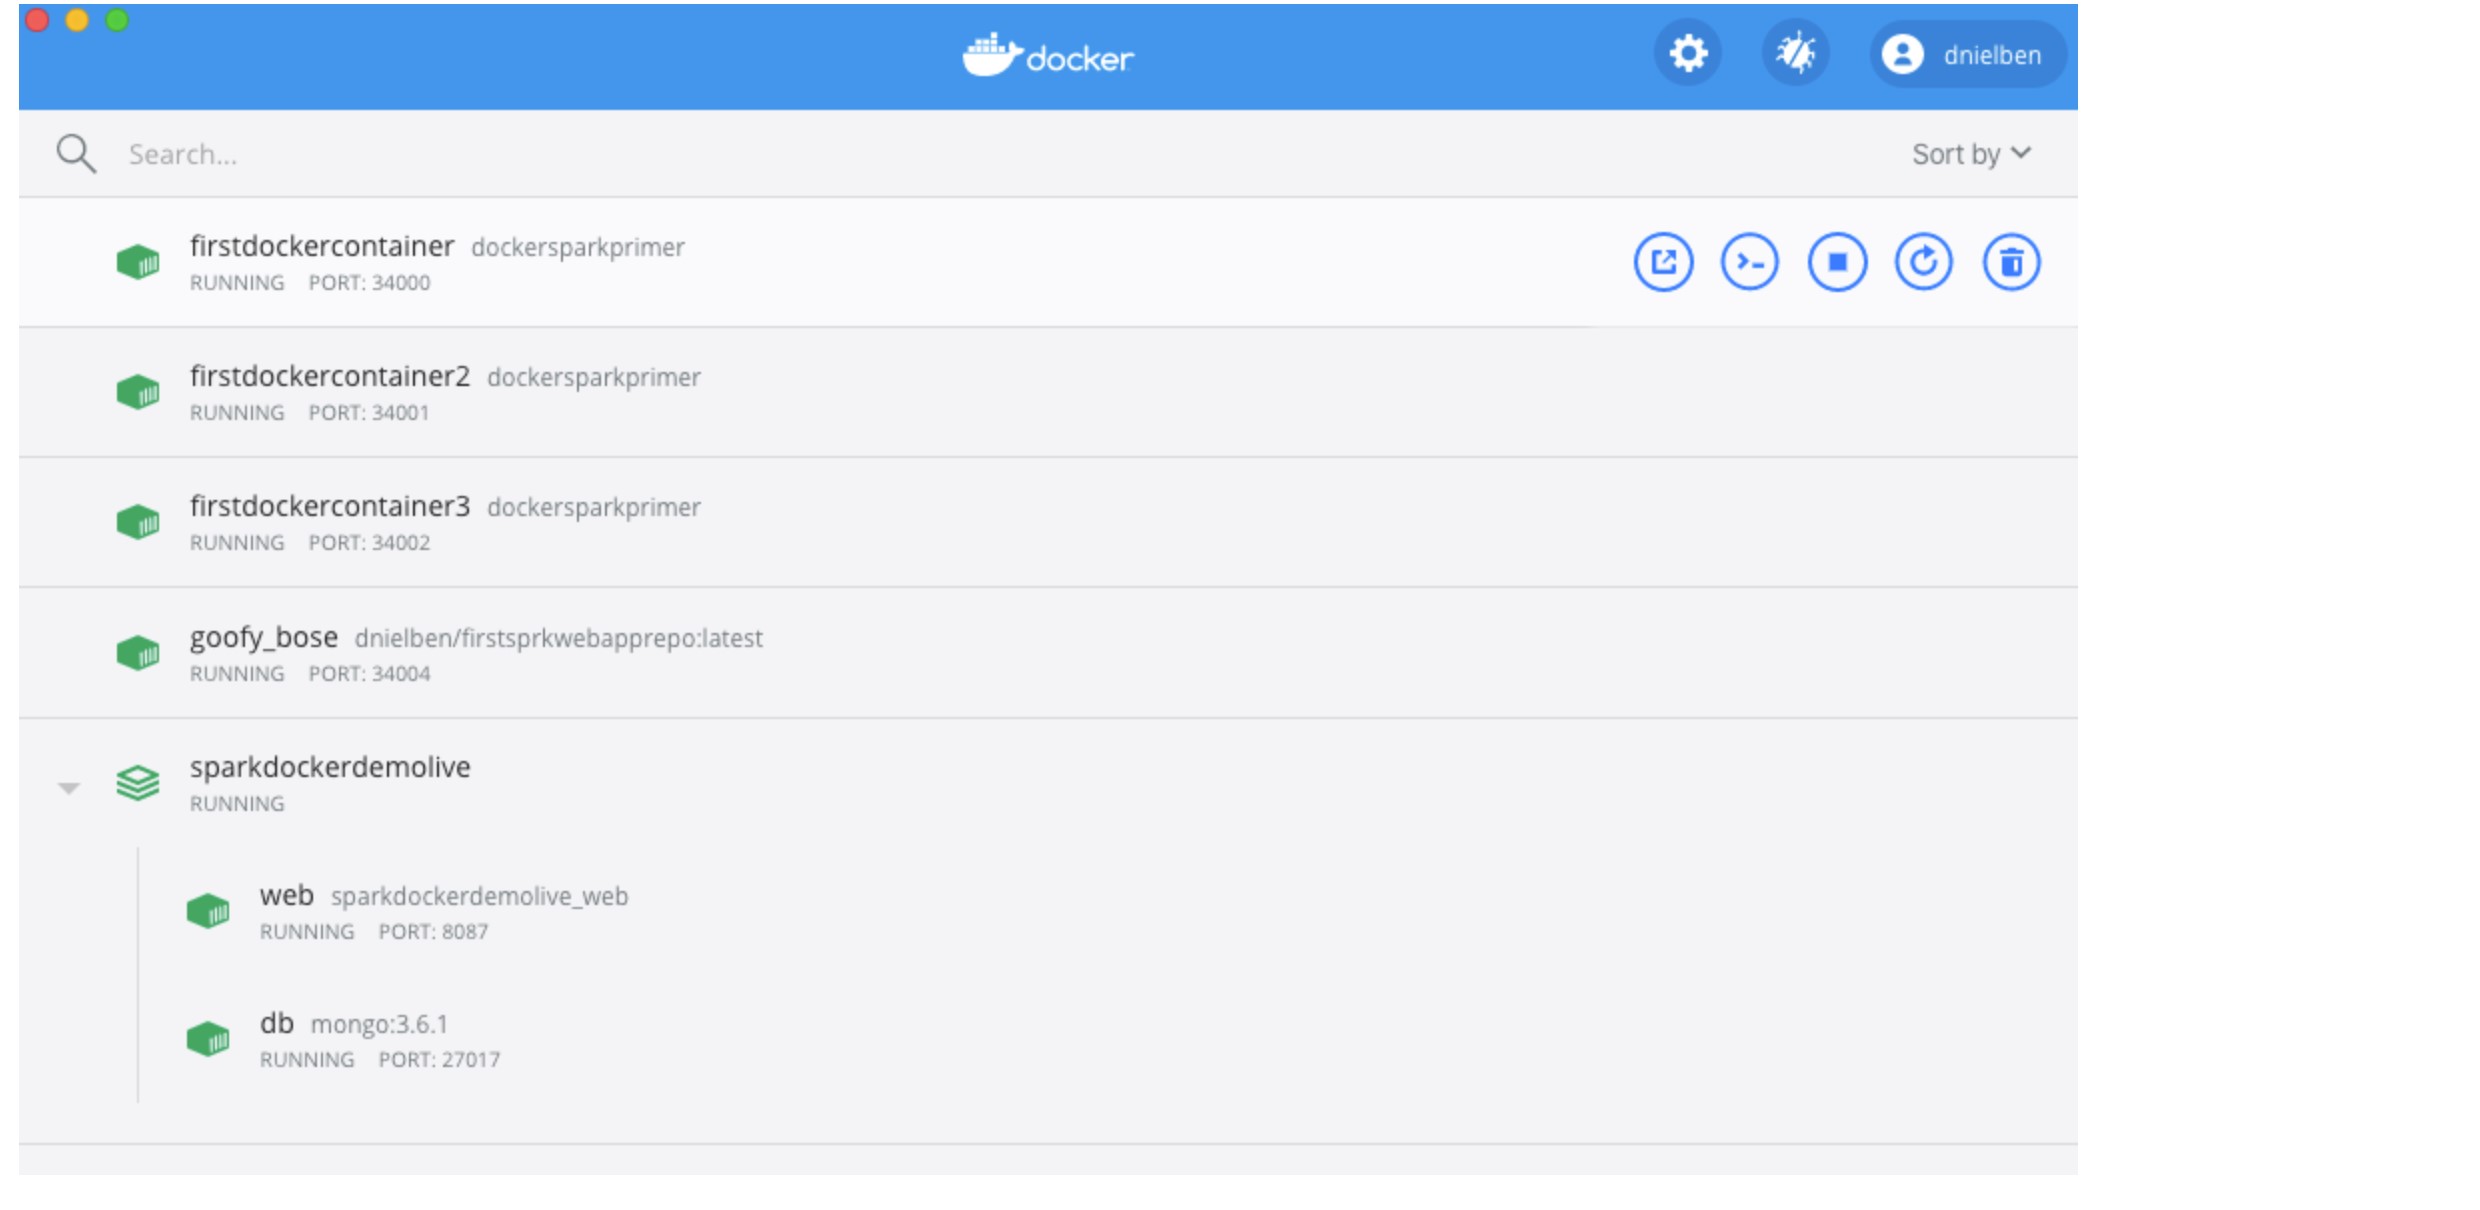 docker
dnielben
Search...
Sort by
firstdockercontainer dockersparkprimer
RUNNING PORT: 34000
firstdockercontainer2 dockersparkprimer
RUNNING PORT: 34001
firstdockercontainer3 dockersparkprimer
RUNNING PORT: 34002
goofy_bose dnielben/firstsprkwebapprepo:latest
RUNNING PORT: 34004
sparkdockerdemolive
RUNNING
web sparkdockerdemolive_web
RUNNING PORT: 8087
db mongo:3.6.1
RUNNING PORT: 27017